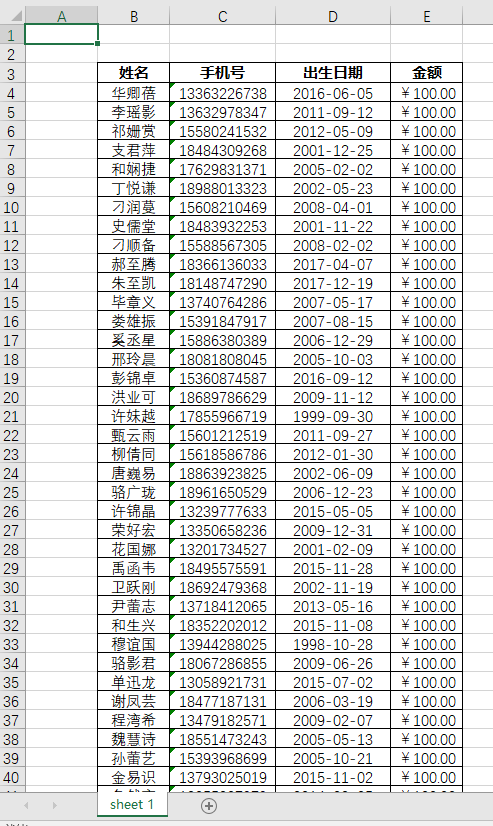 A B C D E
1
2
3 姓名 手机号 出生日期 金额
4 华卿蓓 13363226738 2016-06-05 ￥100.00
5 李瑶影 13632978347 2011-09-12 ￥100.00
6 祁姗赏 15580241532 2012-05-09 ￥100.00
7 支君萍 18484309268 2001-12-25 ￥100.00
8 和娴捷 17629831371 2005-02-02 ￥100.00
9 丁悦谦 18988013323 2002-05-23 ￥100.00
10 刁润蔓 15608210469 2008-04-01 ￥100.00
11 史儒堂 18483932253 2001-11-22 ￥100.00
12 刁顺备 15588567305 2008-02-02 ￥100.00
13 郝至腾 18366136033 2017-04-07 ￥100.00
14 朱至凯 18148747290 2017-12-19 ￥100.00
15 毕章义 13740764286 2007-05-17 ￥100.00
16 娄雄振 15391847917 2007-08-15 ￥100.00
17 奚丞星 15886380389 2006-12-29 ￥100.00
18 邢玲晨 18081808045 2005-10-03 ￥100.00
19 彭锦卓 15360874587 2016-09-12 ￥100.00
20 洪业可 18689786629 2009-11-12 ￥100.00
21 许妹越 17855966719 1999-09-30 ￥100.00
22 甄云雨 15601212519 2011-09-27 ￥100.00
23 柳倩同 15618586786 2012-01-30 ￥100.00
24 唐巍易 18863923825 2002-06-09 ￥100.00
25 骆广珑 18961650529 2006-12-23 ￥100.00
26 许锦晶 13239777633 2015-05-05 ￥100.00
27 荣好宏 13350658236 2009-12-31 ￥100.00
28 花国娜 13201734527 2001-02-09 ￥100.00
29 禹函韦 18495575591 2015-11-28 ￥100.00
30 卫跃刚 18692479368 2002-11-19 ￥100.00
31 尹蕾志 13718412065 2013-05-16 ￥100.00
32 和生兴 18352202012 2015-11-08 ￥100.00
33 穆谊国 13944288025 1998-10-28 ￥100.00
34 骆影君 18067286855 2009-06-26 ￥100.00
35 单迅龙 13058921731 2015-07-02 ￥100.00
36 谢凤芸 18477187131 2006-03-19 ￥100.00
37 程湾希 13479182571 2009-02-07 ￥100.00
38 魏慧诗 18551473243 2005-05-13 ￥100.00
39 孙蕾艺 15393968699 2005-10-21 ￥100.00
40 金易识 13793025019 2015-11-02 ￥100.00
sheet 1